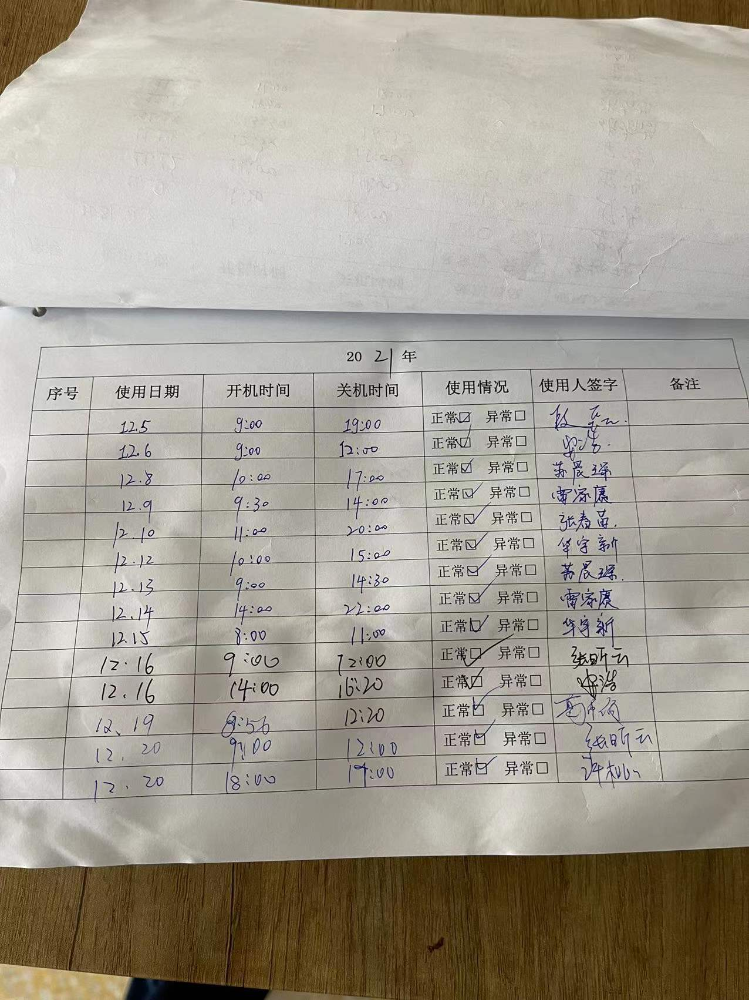 20 21 年
序号 使用日期 开机时间 关机时间 使用情况 使用人签字 备注
12.5 9:00 19:00 正常☑ 异常□
12.6 9:00 12:00 正常☑ 异常□
12.8 10:00 17:00 正常☑ 异常□ 苏晨琛
12.9 9:30 14:00 正常☑ 异常□ 雷家康
12.10 11:00 20:00 正常☑ 异常□ 张春苗.
12.12 10:00 15:00 正常☑ 异常□ 华宇新
12.13 9:00 14:30 正常☑ 异常□ 苏晨琛.
12.14 14:00 22:00 正常☑ 异常□ 雷家康
12.15 8:00 11:00 正常☑ 异常□ 华宇新
12.16 9:00 12:00 正常☑ 异常□ 张昕云
12.16 14:00 16:20 正常☑ 异常□
12.19 8:56 12:20 正常☑ 异常□
12.20 9:00 12:00 正常☑ 异常□ 张昕云
12.20 18:00 19:00 正常☑ 异常□